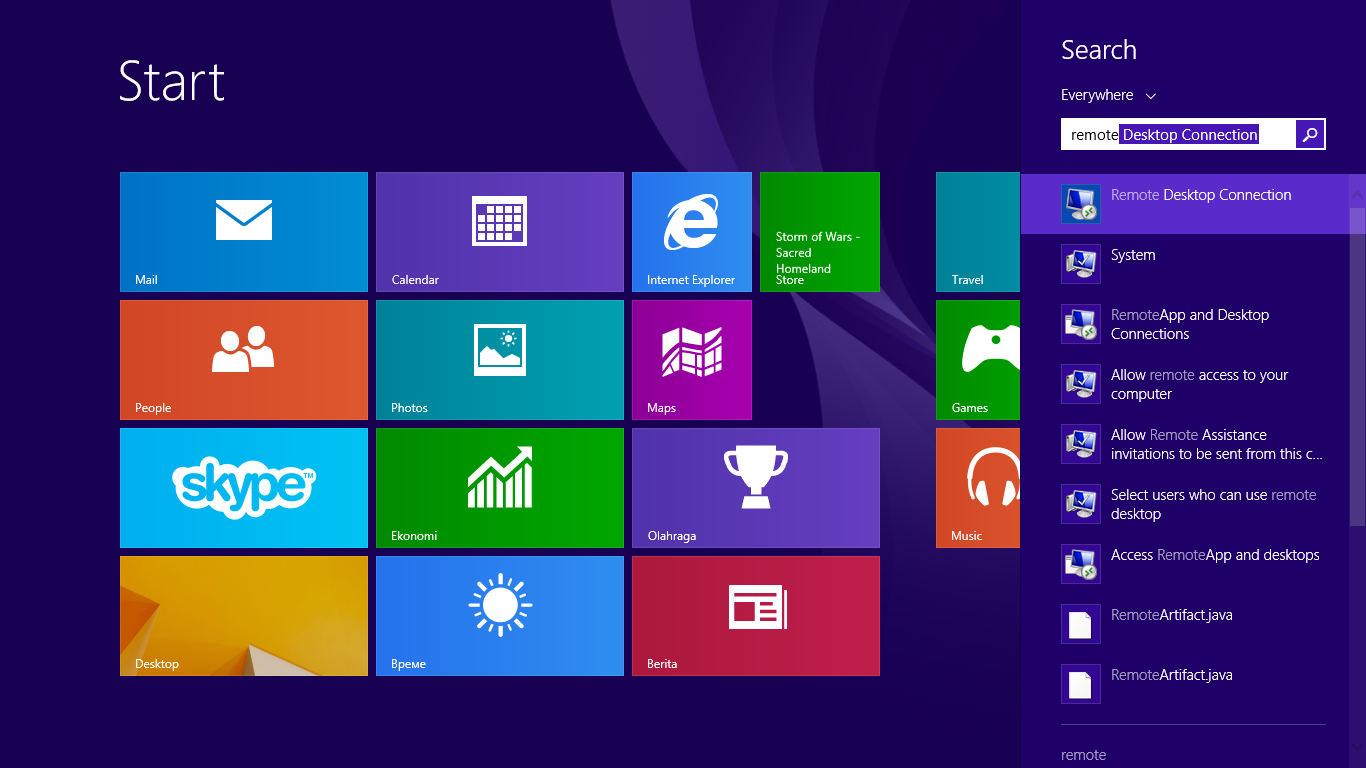 Start
Mail
Calendar
Internet Explorer
Storm of Wars -
Sacred
Homeland
Store
Travel
People
Photos
Maps
Games
skype™
Ekonomi
Olahraga
Music
Desktop
Време
Berita
Search
Everywhere
remote Desktop Connection
Remote Desktop Connection
System
RemoteApp and Desktop
Connections
Allow remote access to your
computer
Allow Remote Assistance
invitations to be sent from this c...
Select users who can use remote
desktop
Access RemoteApp and desktops
RemoteArtifact.java
RemoteArtifact.java
remote